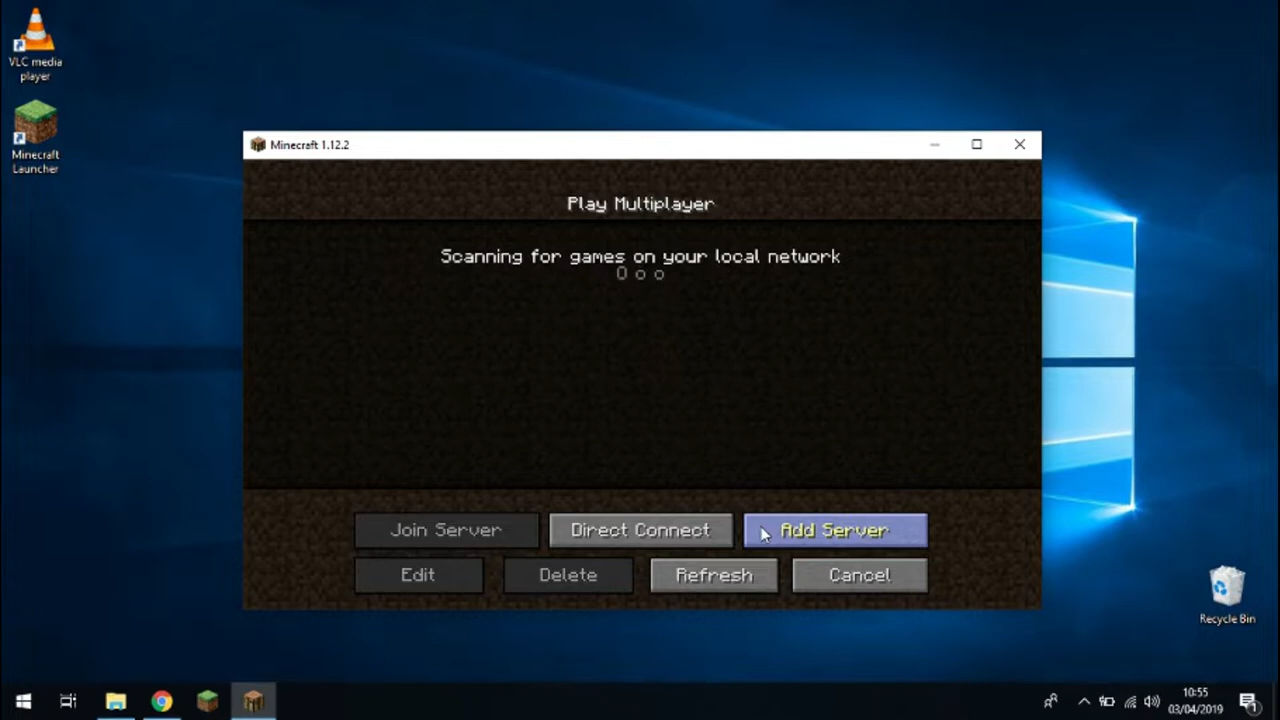 VLC media
player
Minecraft
Launcher
Minecraft 1.12.2
Play Multiplayer
Scanning for games on your local network
O o o
Join Server
Direct Connect
Add Server
Edit
Delete
Refresh
Cancel
Recycle Bin
10:55
03/04/2019
1